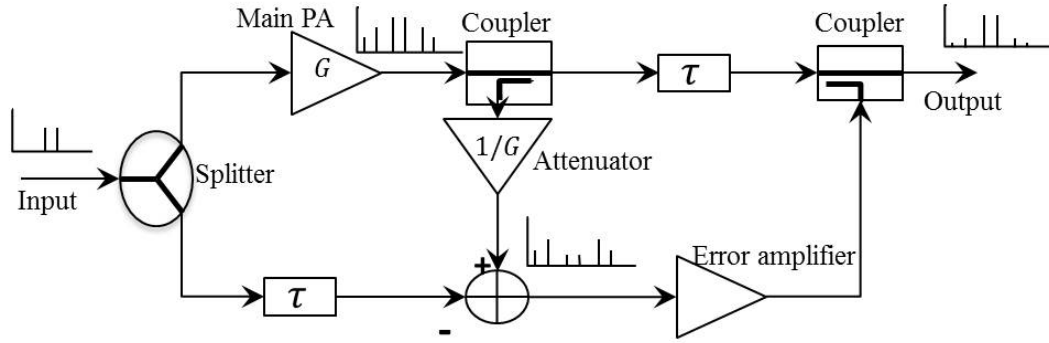 Main PA
Coupler
Coupler
G
τ
Output
1/G
Attenuator
Splitter
Input
Error amplifier
+
τ
-